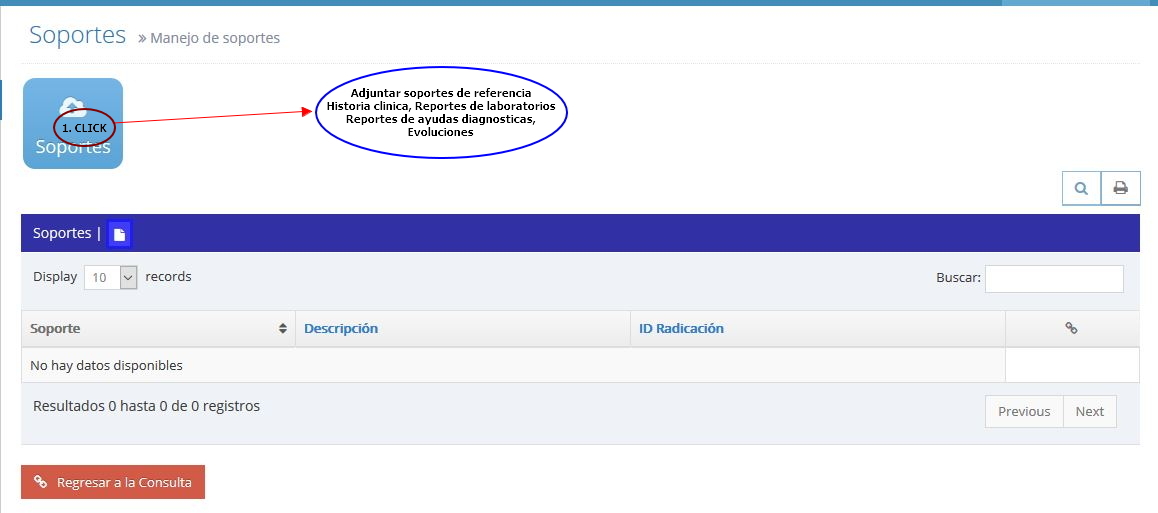 Soportes » Manejo de soportes
1. CLICK
Soportes
Adjuntar soportes de referencia
Historia clinica, Reportes de laboratorios
Reportes de ayudas diagnosticas,
Evoluciones
Soportes |
Display 10 records
Buscar:
Soporte Descripción ID Radicación
No hay datos disponibles
Resultados 0 hasta 0 de 0 registros
Previous Next
Regresar a la Consulta